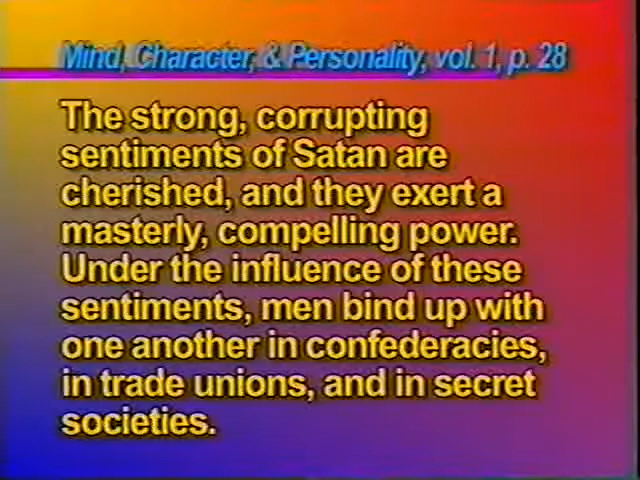 Mind, Character, & Personality, vol. 1, p. 28
The strong, corrupting
sentiments of Satan are
cherished, and they exert a
masterly, compelling power.
Under the influence of these
sentiments, men bind up with
one another in confederacies,
in trade unions, and in secret
societies.